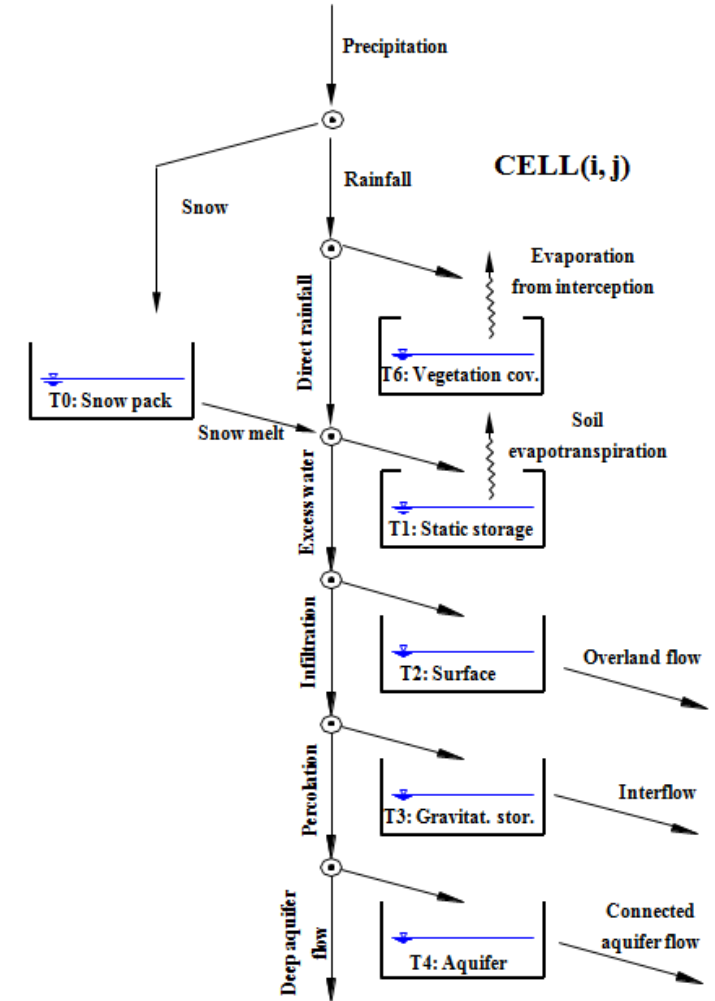 Precipitation
CELL(i, j)
Rainfall
Snow
Evaporation
from interception
Direct rainfall
T6: Vegetation cov.
T0: Snow pack
Snow melt
Soil
evapotranspiration
Excess water
T1: Static storage
Infiltration
Overland flow
T2: Surface
Percolation
Interflow
T3: Gravitat. stor.
Deep aquifer
flow
Connected
aquifer flow
T4: Aquifer